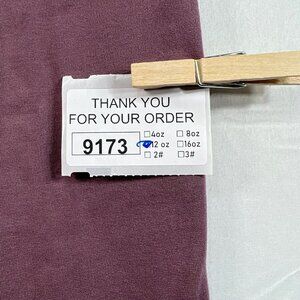 THANK YOU
FOR YOUR ORDER
9173
4oz 8oz
12 oz 16oz
2# 3#